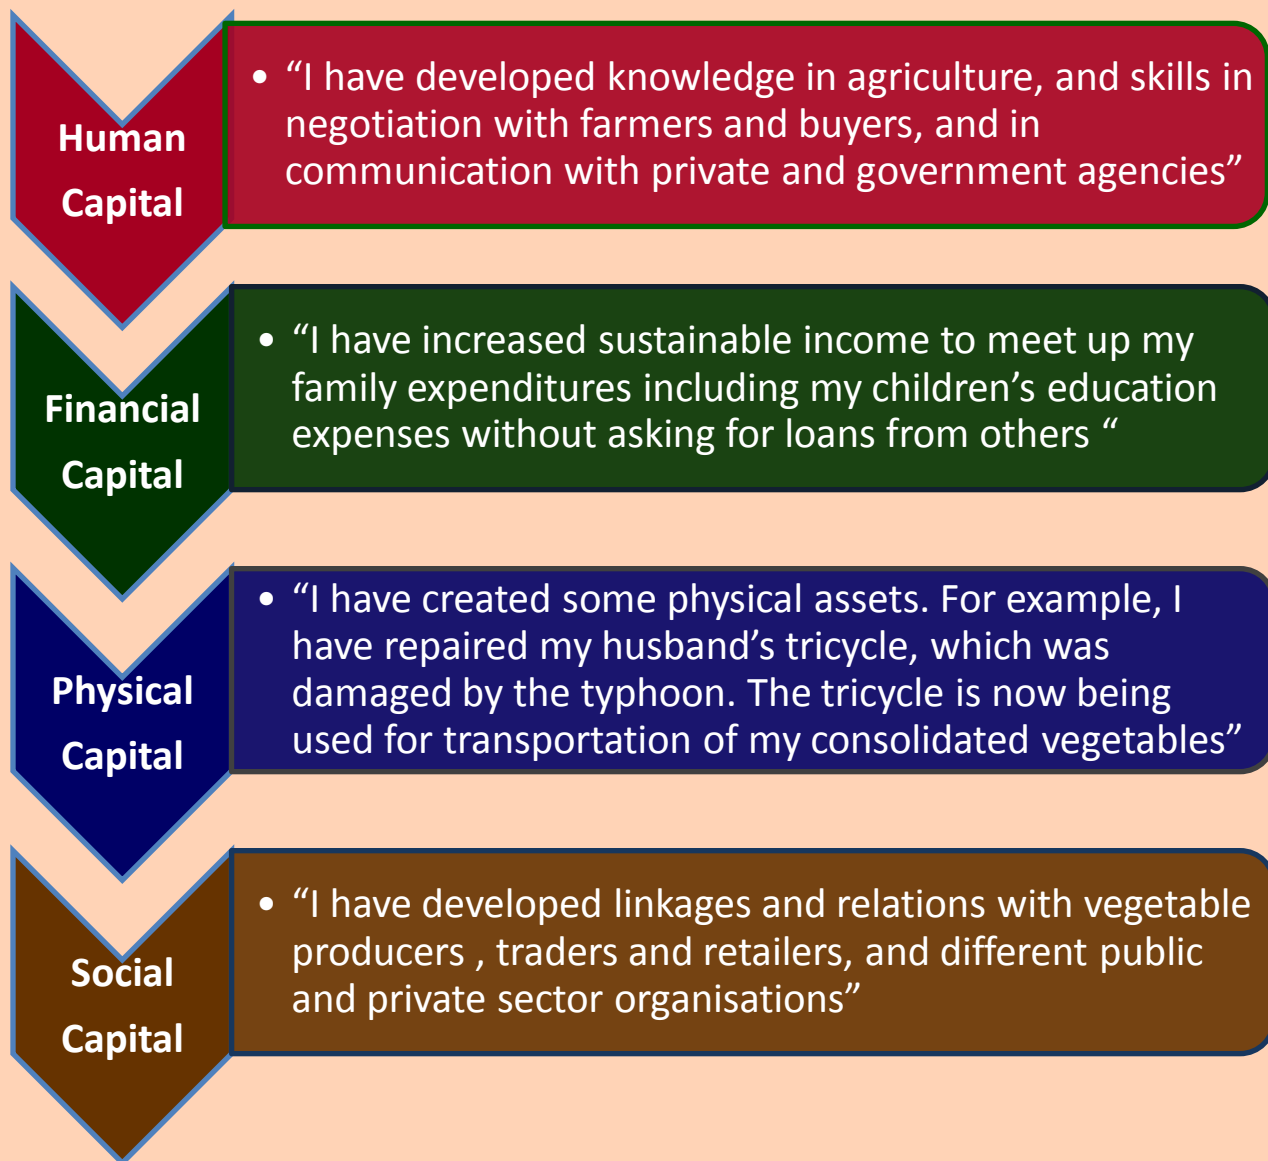 Human
Capital
• “I have developed knowledge in agriculture, and skills in
negotiation with farmers and buyers, and in
communication with private and government agencies”
Financial
Capital
• “I have increased sustainable income to meet up my
family expenditures including my children’s education
expenses without asking for loans from others “
Physical
Capital
• “I have created some physical assets. For example, I
have repaired my husband’s tricycle, which was
damaged by the typhoon. The tricycle is now being
used for transportation of my consolidated vegetables”
Social
Capital
• “I have developed linkages and relations with vegetable
producers , traders and retailers, and different public
and private sector organisations”